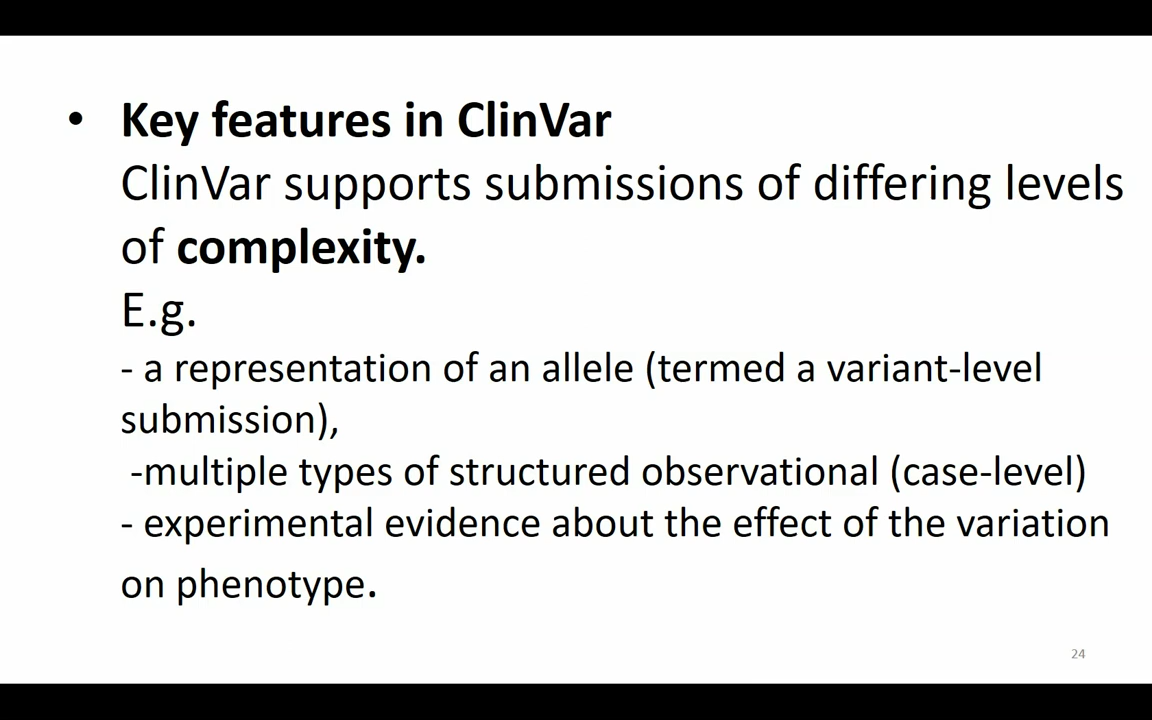 • Key features in ClinVar
ClinVar supports submissions of differing levels
of complexity.
E.g.
- a representation of an allele (termed a variant-level
submission),
-multiple types of structured observational (case-level)
- experimental evidence about the effect of the variation
on phenotype.
24